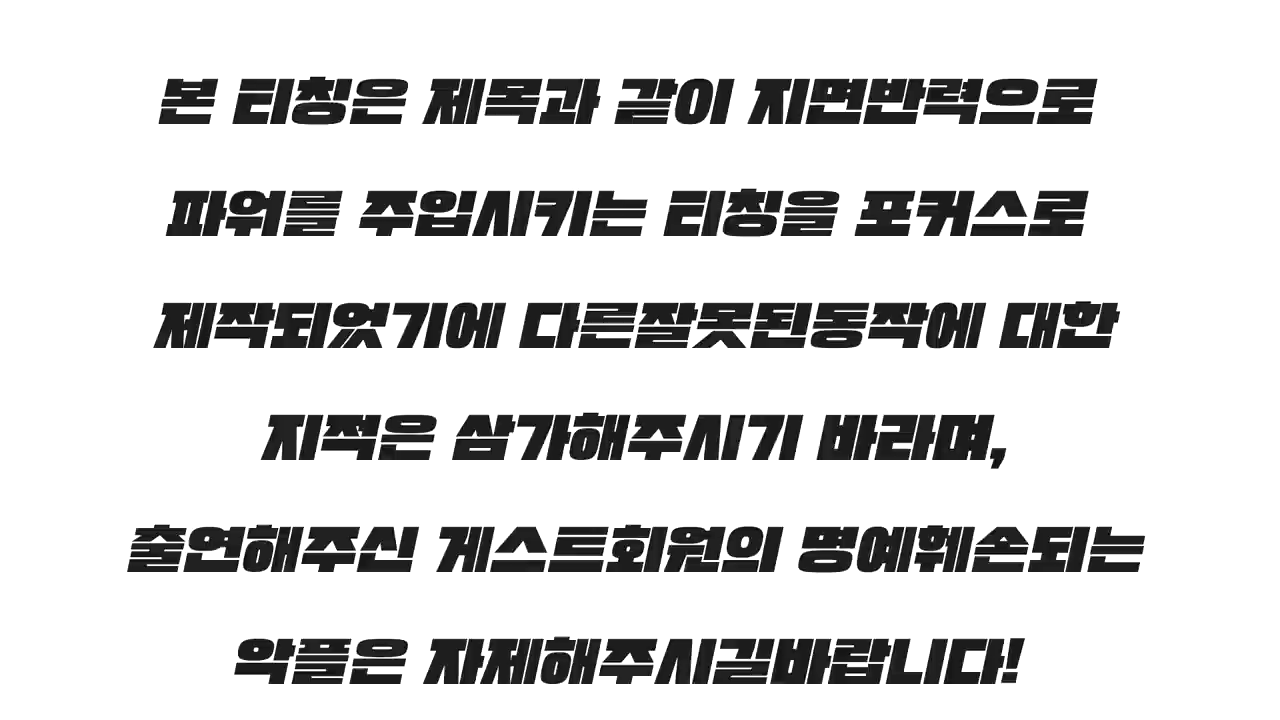 본 티칭은 제목과 같이 지면반력으로
파워를 주입시키는 티칭을 포커스로
제작되었기에 다른잘못된동작에 대한
지적은 삼가해주시기 바라며,
출연해주신 게스트회원의 명예훼손되는
악플은 자제해주시길바랍니다!